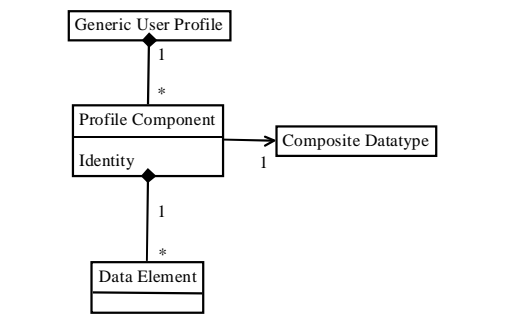 Generic User Profile
1
*
Profile Component
Identity
Composite Datatype
1
1
*
Data Element